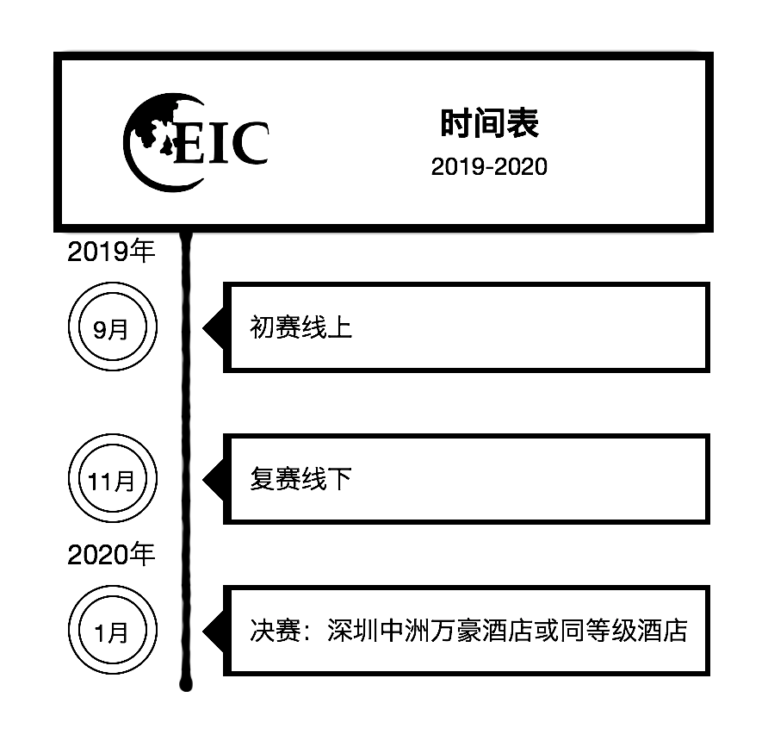 EIC
时间表
2019-2020
2019年
9月
初赛线上
11月
复赛线下
2020年
1月
决赛：深圳中洲万豪酒店或同等级酒店